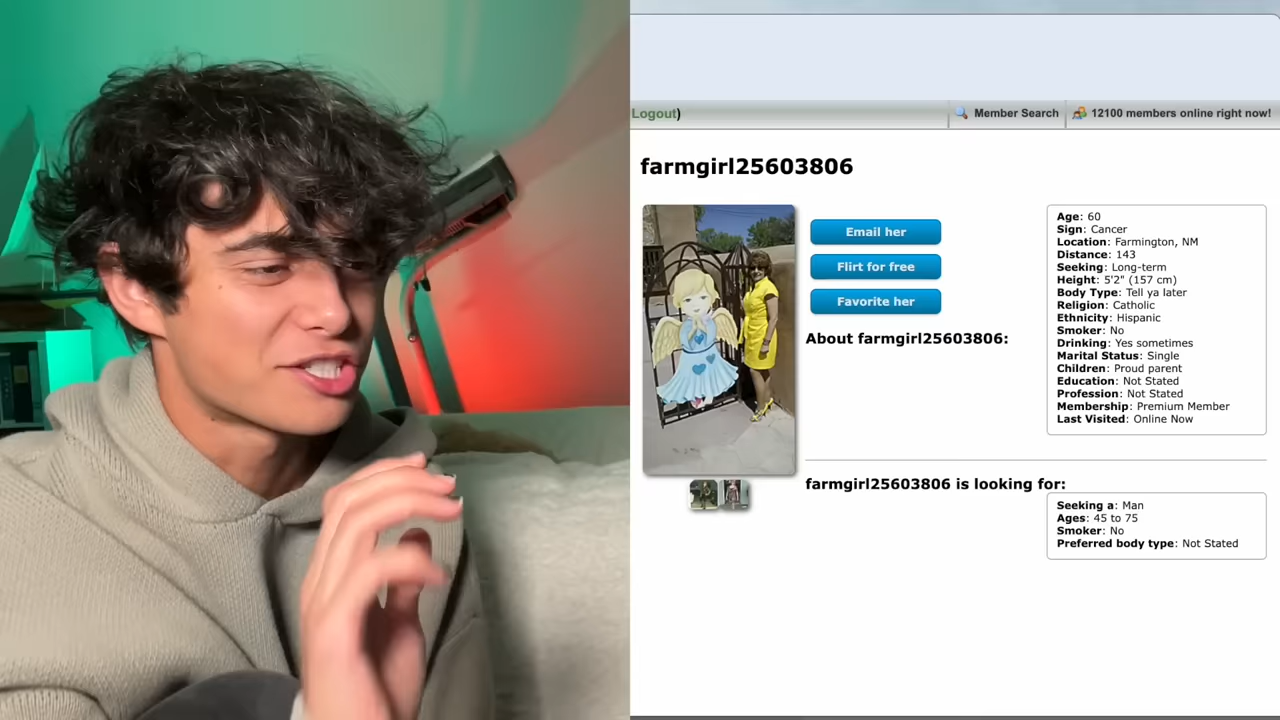 Logout)
Member Search
12100 members online right now!
farmgirl25603806
Email her
Flirt for free
Favorite her
About farmgirl25603806:
Age: 60
Sign: Cancer
Location: Farmington, NM
Distance: 143
Seeking: Long-term
Height: 5'2" (157 cm)
Body Type: Tell ya later
Religion: Catholic
Ethnicity: Hispanic
Smoker: No
Drinking: Yes sometimes
Marital Status: Single
Children: Proud parent
Education: Not Stated
Profession: Not Stated
Membership: Premium Member
Last Visited: Online Now
farmgirl25603806 is looking for:
Seeking a: Man
Ages: 45 to 75
Smoker: No
Preferred body type: Not Stated